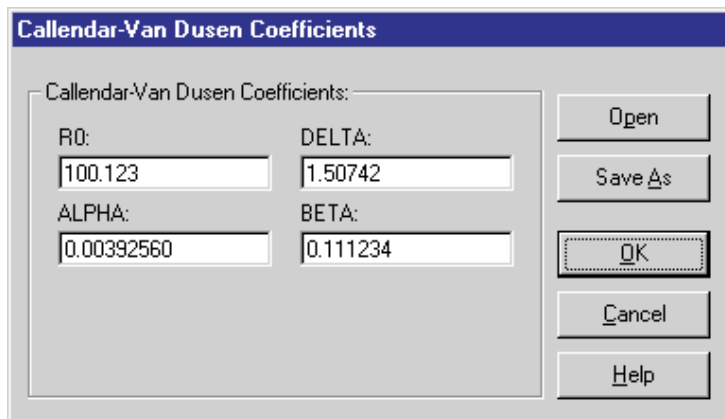 Callendar-Van Dusen Coefficients
Callendar-Van Dusen Coefficients:
R0: DELTA:
100.123 1.50742
ALPHA: BETA:
0.00392560 0.111234
Open
Save As
OK
Cancel
Help